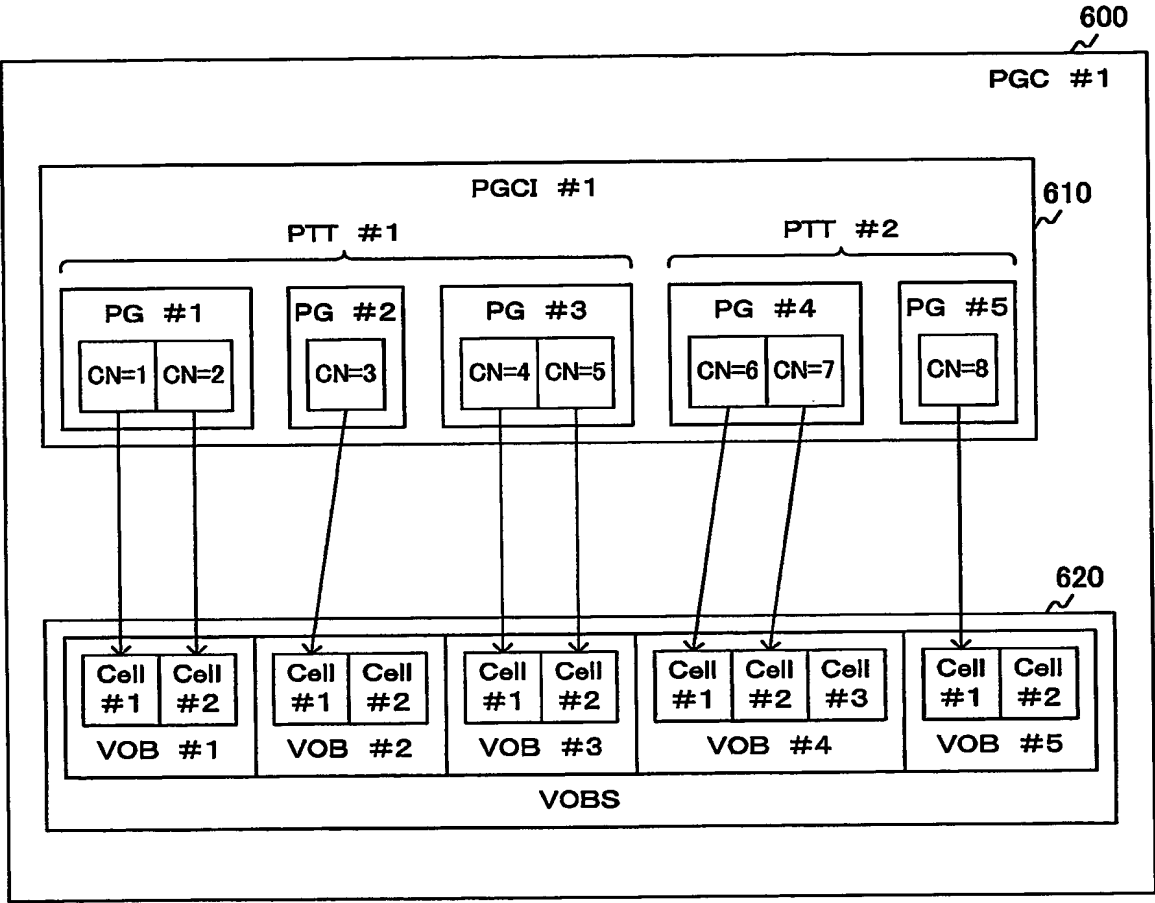 600
PGC #1
PGCI #1
610
PTT #1 PTT #2
PG #1 PG #2 PG #3 PG #4 PG #5
CN=1 CN=2 CN=3 CN=4 CN=5 CN=6 CN=7 CN=8
620
Cell Cell Cell Cell Cell Cell Cell Cell Cell Cell Cell
#1 #2 #1 #2 #1 #2 #1 #2 #3 #1 #2
VOB #1 VOB #2 VOB #3 VOB #4 VOB #5
VOBS